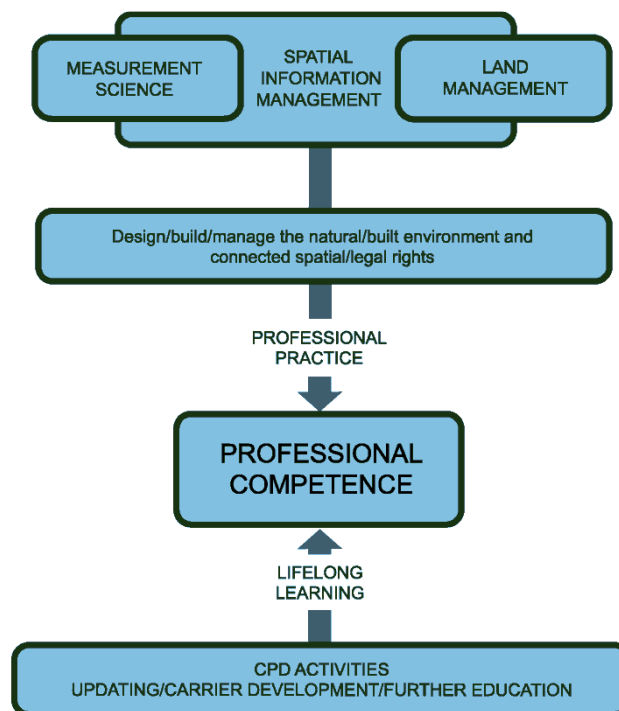 MEASUREMENT
SCIENCE
SPATIAL
INFORMATION
MANAGEMENT
LAND
MANAGEMENT
Design/build/manage the natural/built environment and
connected spatial/legal rights
PROFESSIONAL
PRACTICE
PROFESSIONAL
COMPETENCE
LIFELONG
LEARNING
CPD ACTIVITIES
UPDATING/CARRIER DEVELOPMENT/FURTHER EDUCATION